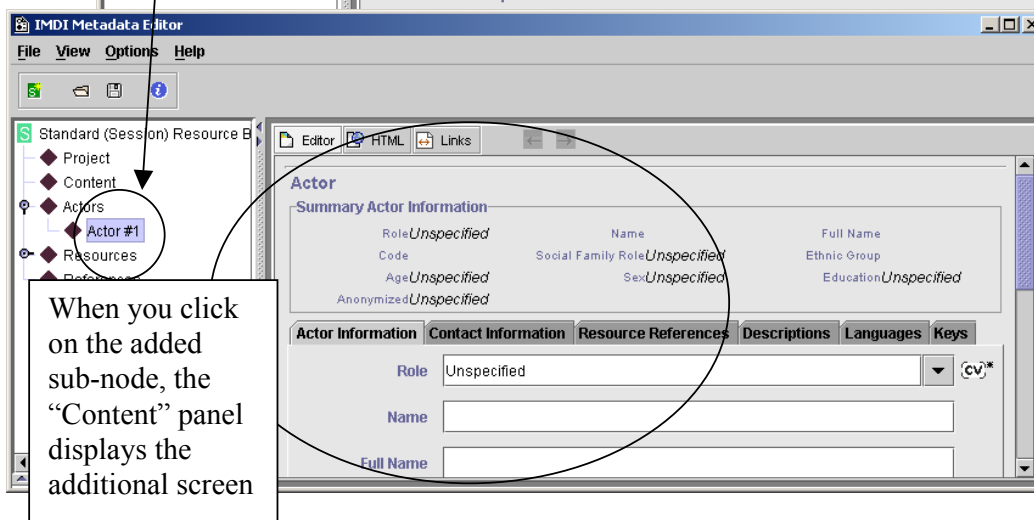 IMDI Metadata Editor
File View Options Help
Standard (Session) Resource B
Project
Content
Actors
Actor #1
Resources
References
Editor HTML Links
Actor
Summary Actor Information
Role Unspecified Name Full Name
Code Social Family Role Unspecified Ethnic Group
Age Unspecified Sex Unspecified Education Unspecified
Anonymized Unspecified
Actor Information Contact Information Resource References Descriptions Languages Keys
Role Unspecified (cv)*
Name
Full Name
When you click
on the added
sub-node, the
“Content” panel
displays the
additional screen